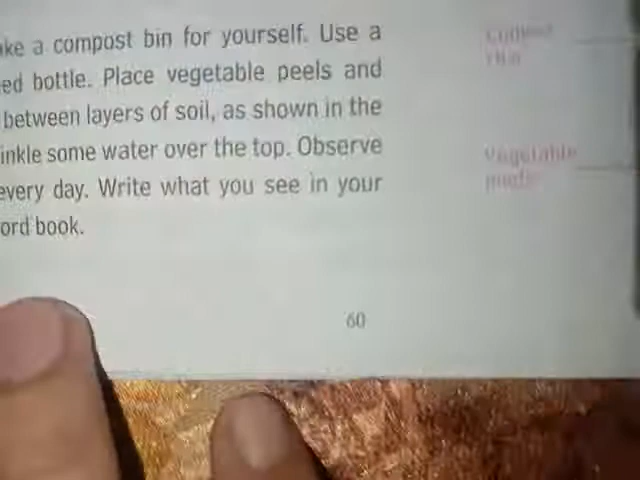 ake a compost bin for yourself. Use a
ed bottle. Place vegetable peels and
between layers of soil, as shown in the
inkle some water over the top. Observe
every day. Write what you see in your
ord book.
Vegetable
60